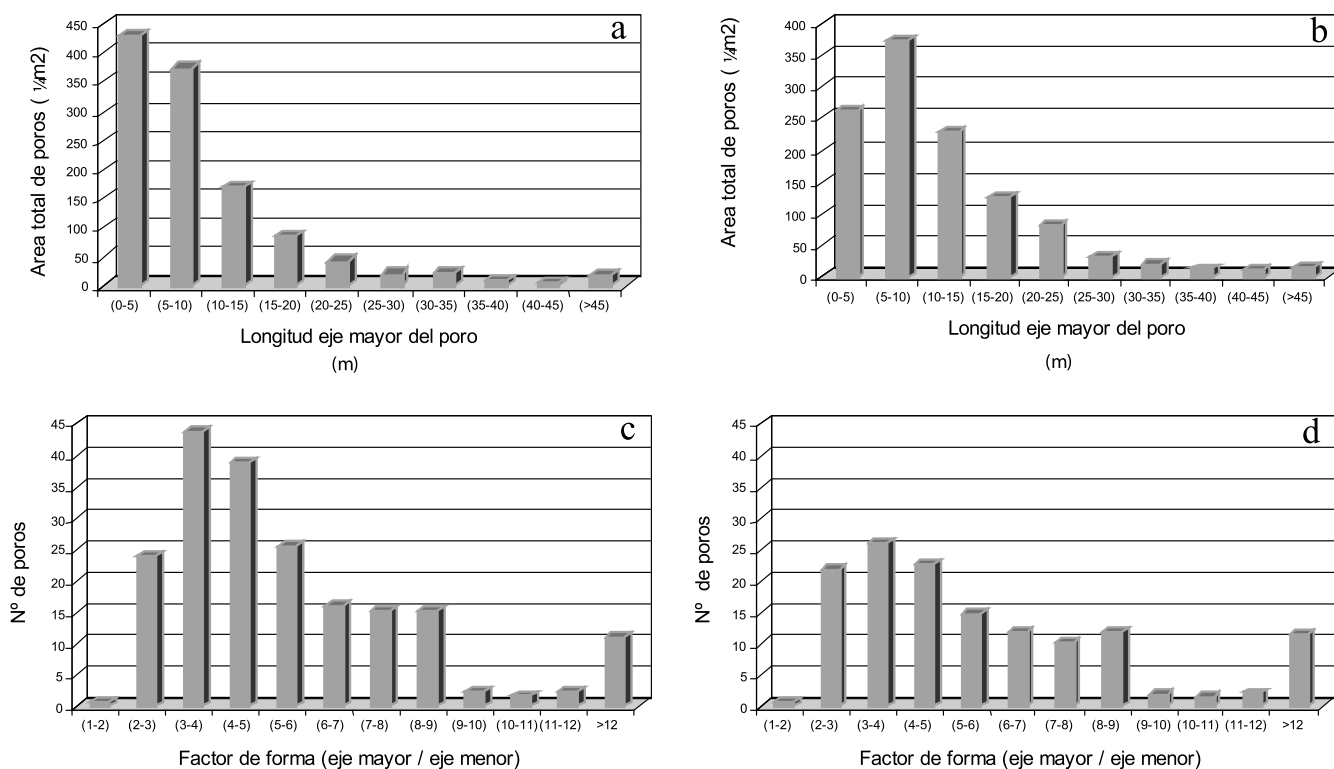 a
Area total de poros ( ¼m2)
450
400
350
300
250
200
150
100
50
0
(0-5) (5-10) (10-15) (15-20) (20-25) (25-30) (30-35) (35-40) (40-45) (>45)
Longitud eje mayor del poro
(m)
b
Area total de poros ( ¼m2)
400
350
300
250
200
150
100
50
0
(0-5) (5-10) (10-15) (15-20) (20-25) (25-30) (30-35) (35-40) (40-45) (>45)
Longitud eje mayor del poro
(m)
c
Nº de poros
45
40
35
30
25
20
15
10
5
0
(1-2) (2-3) (3-4) (4-5) (5-6) (6-7) (7-8) (8-9) (9-10) (10-11) (11-12) >12
Factor de forma (eje mayor / eje menor)
d
Nº de poros
45
40
35
30
25
20
15
10
5
0
(1-2) (2-3) (3-4) (4-5) (5-6) (6-7) (7-8) (8-9) (9-10) (10-11) (11-12) >12
Factor de forma (eje mayor / eje menor)